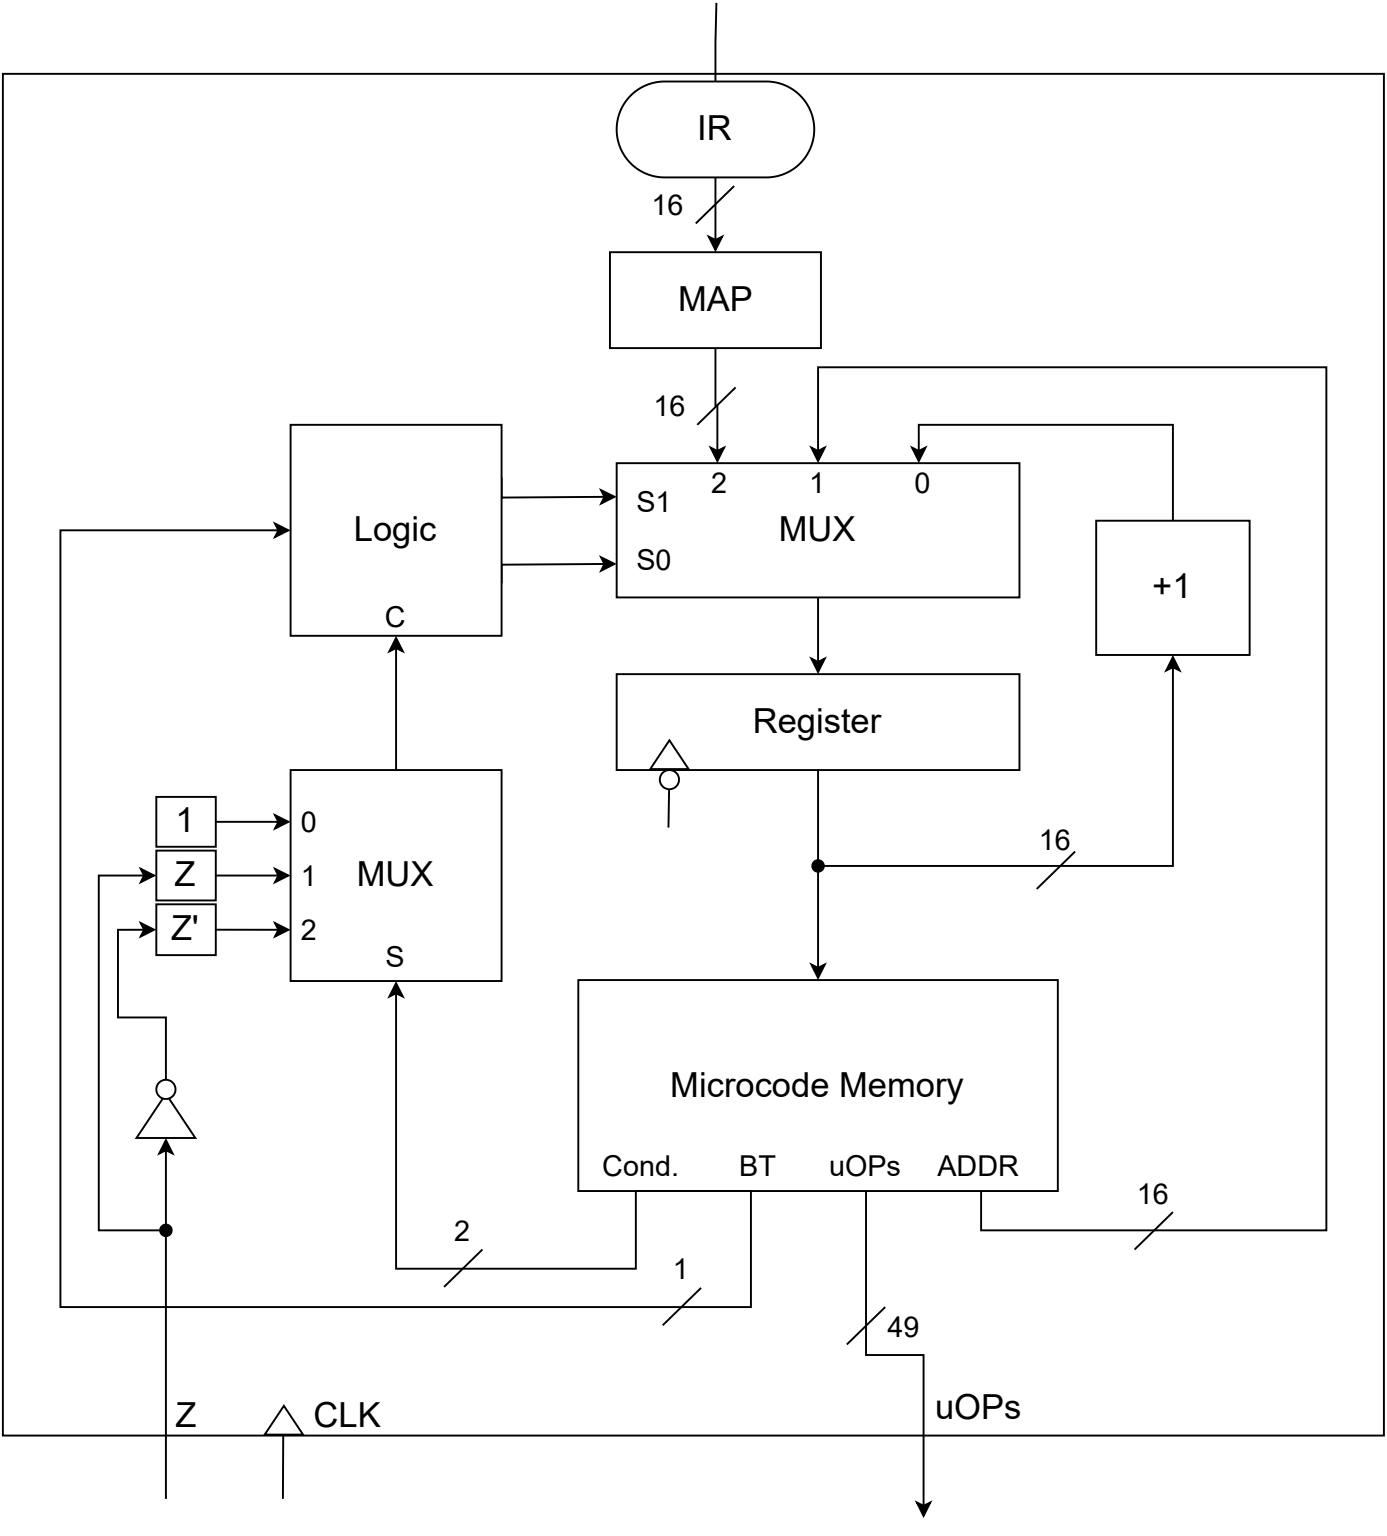 IR
16
MAP
16
2 1 0
S1
MUX
S0
Logic
C
+1
Register
16
1
Z
Z'
0
1
2
MUX
S
Microcode Memory
Cond. BT uOPs ADDR
16
2
1
49
Z
CLK
uOPs